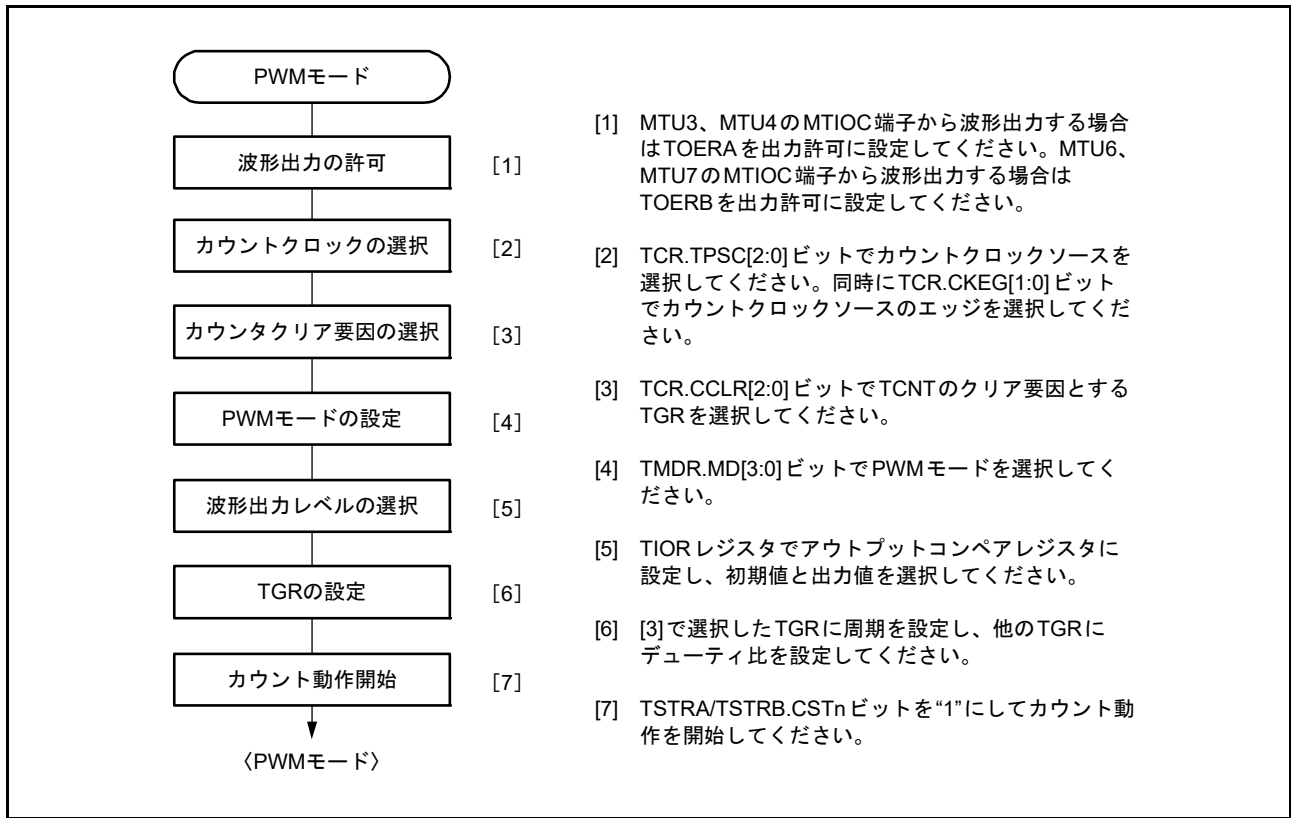 PWMモード
波形出力の許可 [1]
カウントクロックの選択 [2]
カウンタクリア要因の選択 [3]
PWMモードの設定 [4]
波形出力レベルの選択 [5]
TGRの設定 [6]
カウント動作開始 [7]
〈PWMモード〉
[1] MTU3、MTU4のMTIOC端子から波形出力する場合
はTOERAを出力許可に設定してください。MTU6、
MTU7のMTIOC端子から波形出力する場合は
TOERBを出力許可に設定してください。
[2] TCR.TPSC[2:0]ビットでカウントクロックソースを
選択してください。同時にTCR.CKEG[1:0]ビット
でカウントクロックソースのエッジを選択してくだ
さい。
[3] TCR.CCLR[2:0]ビットでTCNTのクリア要因とする
TGRを選択してください。
[4] TMDR.MD[3:0]ビットでPWMモードを選択してく
ださい。
[5] TIORレジスタでアウトプットコンペアレジスタに
設定し、初期値と出力値を選択してください。
[6] [3]で選択したTGRに周期を設定し、他のTGRに
デューティ比を設定してください。
[7] TSTRA/TSTRB.CSTnビットを“1”にしてカウント動
作を開始してください。